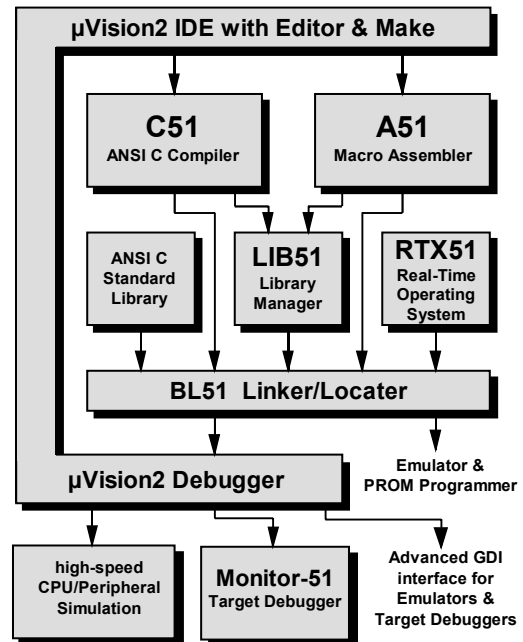 µVision2 IDE with Editor & Make
C51
ANSI C Compiler
A51
Macro Assembler
ANSI C
Standard
Library
LIB51
Library
Manager
RTX51
Real-Time
Operating
System
BL51 Linker/Locater
Emulator &
PROM Programmer
µVision2 Debugger
high-speed
CPU/Peripheral
Simulation
Monitor-51
Target Debugger
Advanced GDI
interface for
Emulators &
Target Debuggers